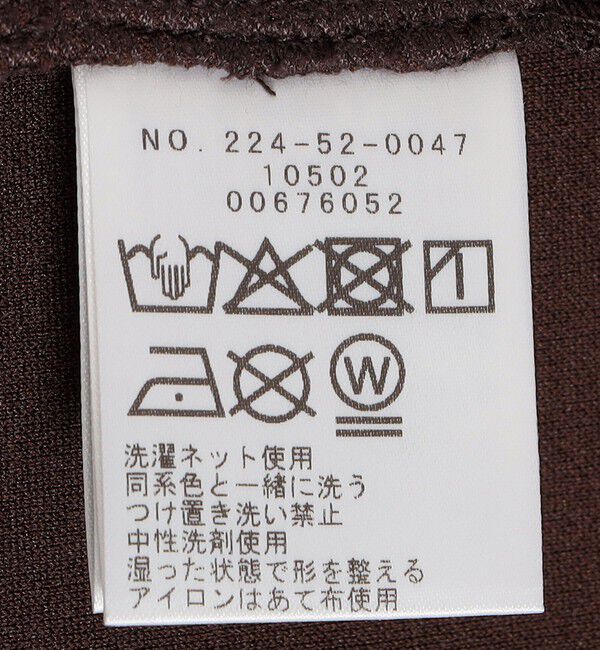 NO. 224-52-0047
10502
00676052
W
洗濯ネット使用
同系色と一緒に洗う
つけ置き洗い禁止
中性洗剤使用
湿った状態で形を整える
アイロンはあて布使用